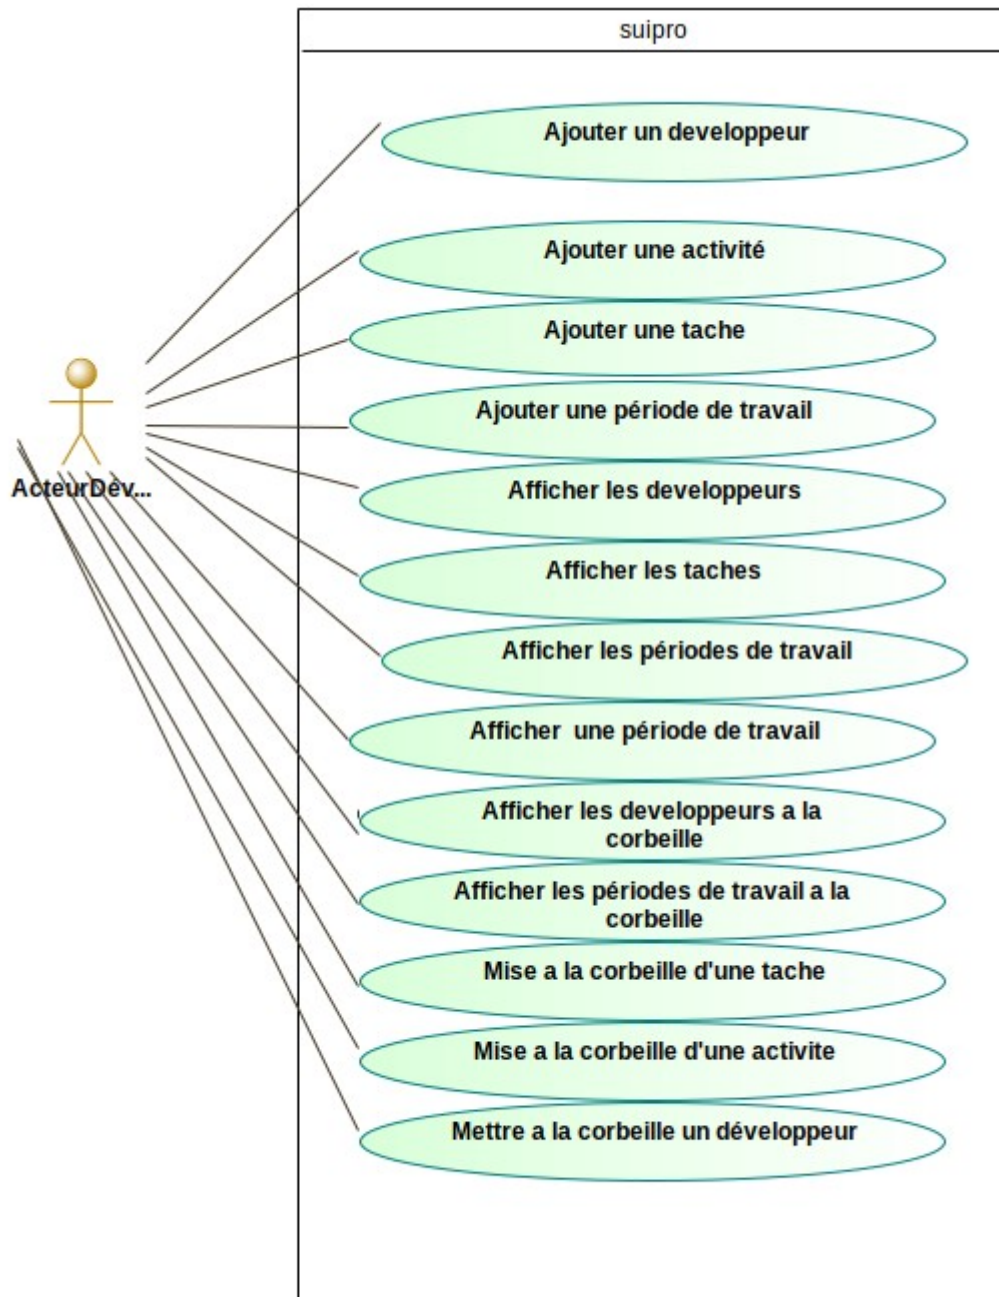 suipro
Ajouter un developpeur
Ajouter une activité
Ajouter une tache
Ajouter une période de travail
ActeurDèv...
Afficher les developpeurs
Afficher les taches
Afficher les périodes de travail
Afficher une période de travail
Afficher les developpeurs a la
corbeille
Afficher les périodes de travail a la
corbeille
Mise a la corbeille d'une tache
Mise a la corbeille d'une activite
Mettre a la corbeille un développeur